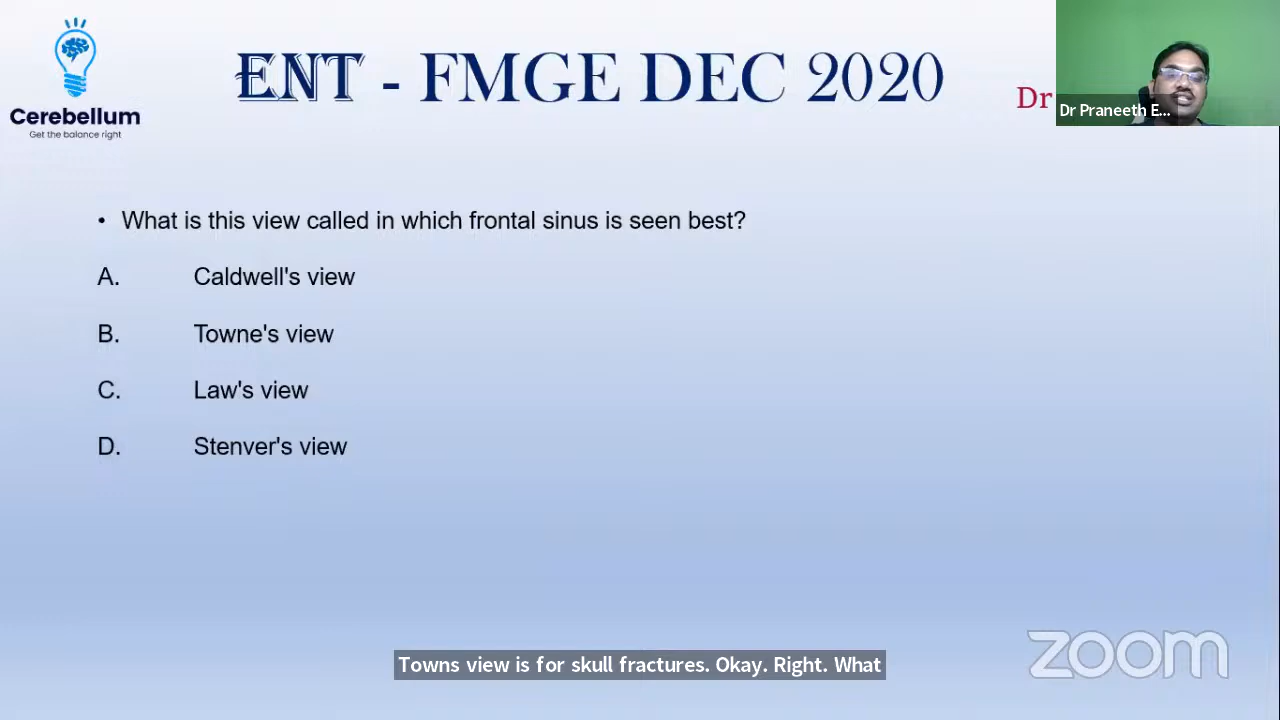 Cerebellum
Get the balance right
ENT - FMGE DEC 2020
Dr
Dr Praneeth E...
• What is this view called in which frontal sinus is seen best?
A. Caldwell's view
B. Towne's view
C. Law's view
D. Stenver's view
Towns view is for skull fractures. Okay. Right. What
zoom